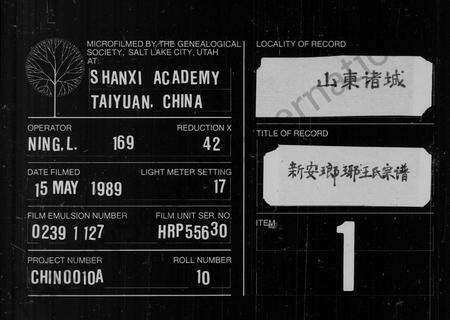 MICROFILMED BY THE GENEALOGICAL
SOCIETY, SALT LAKE CITY, UTAH
AT:
SHANXI ACADEMY
TAIYUAN. CHINA
OPERATOR
REDUCTION X
NING.L. 169
42
DATE FILMED
LIGHT METER SETTING
15 MAY 1989
17
FILM EMULSION NUMBER
FILM UNIT SER. NO.
0239 1 127
HRP55630
PROJECT NUMBER
ROLL NUMBER
CHIN0010A
10
LOCALITY OF RECORD
山東诸城
TITLE OF RECORD
新安瑯琊王氏宗谱
ITEM
1